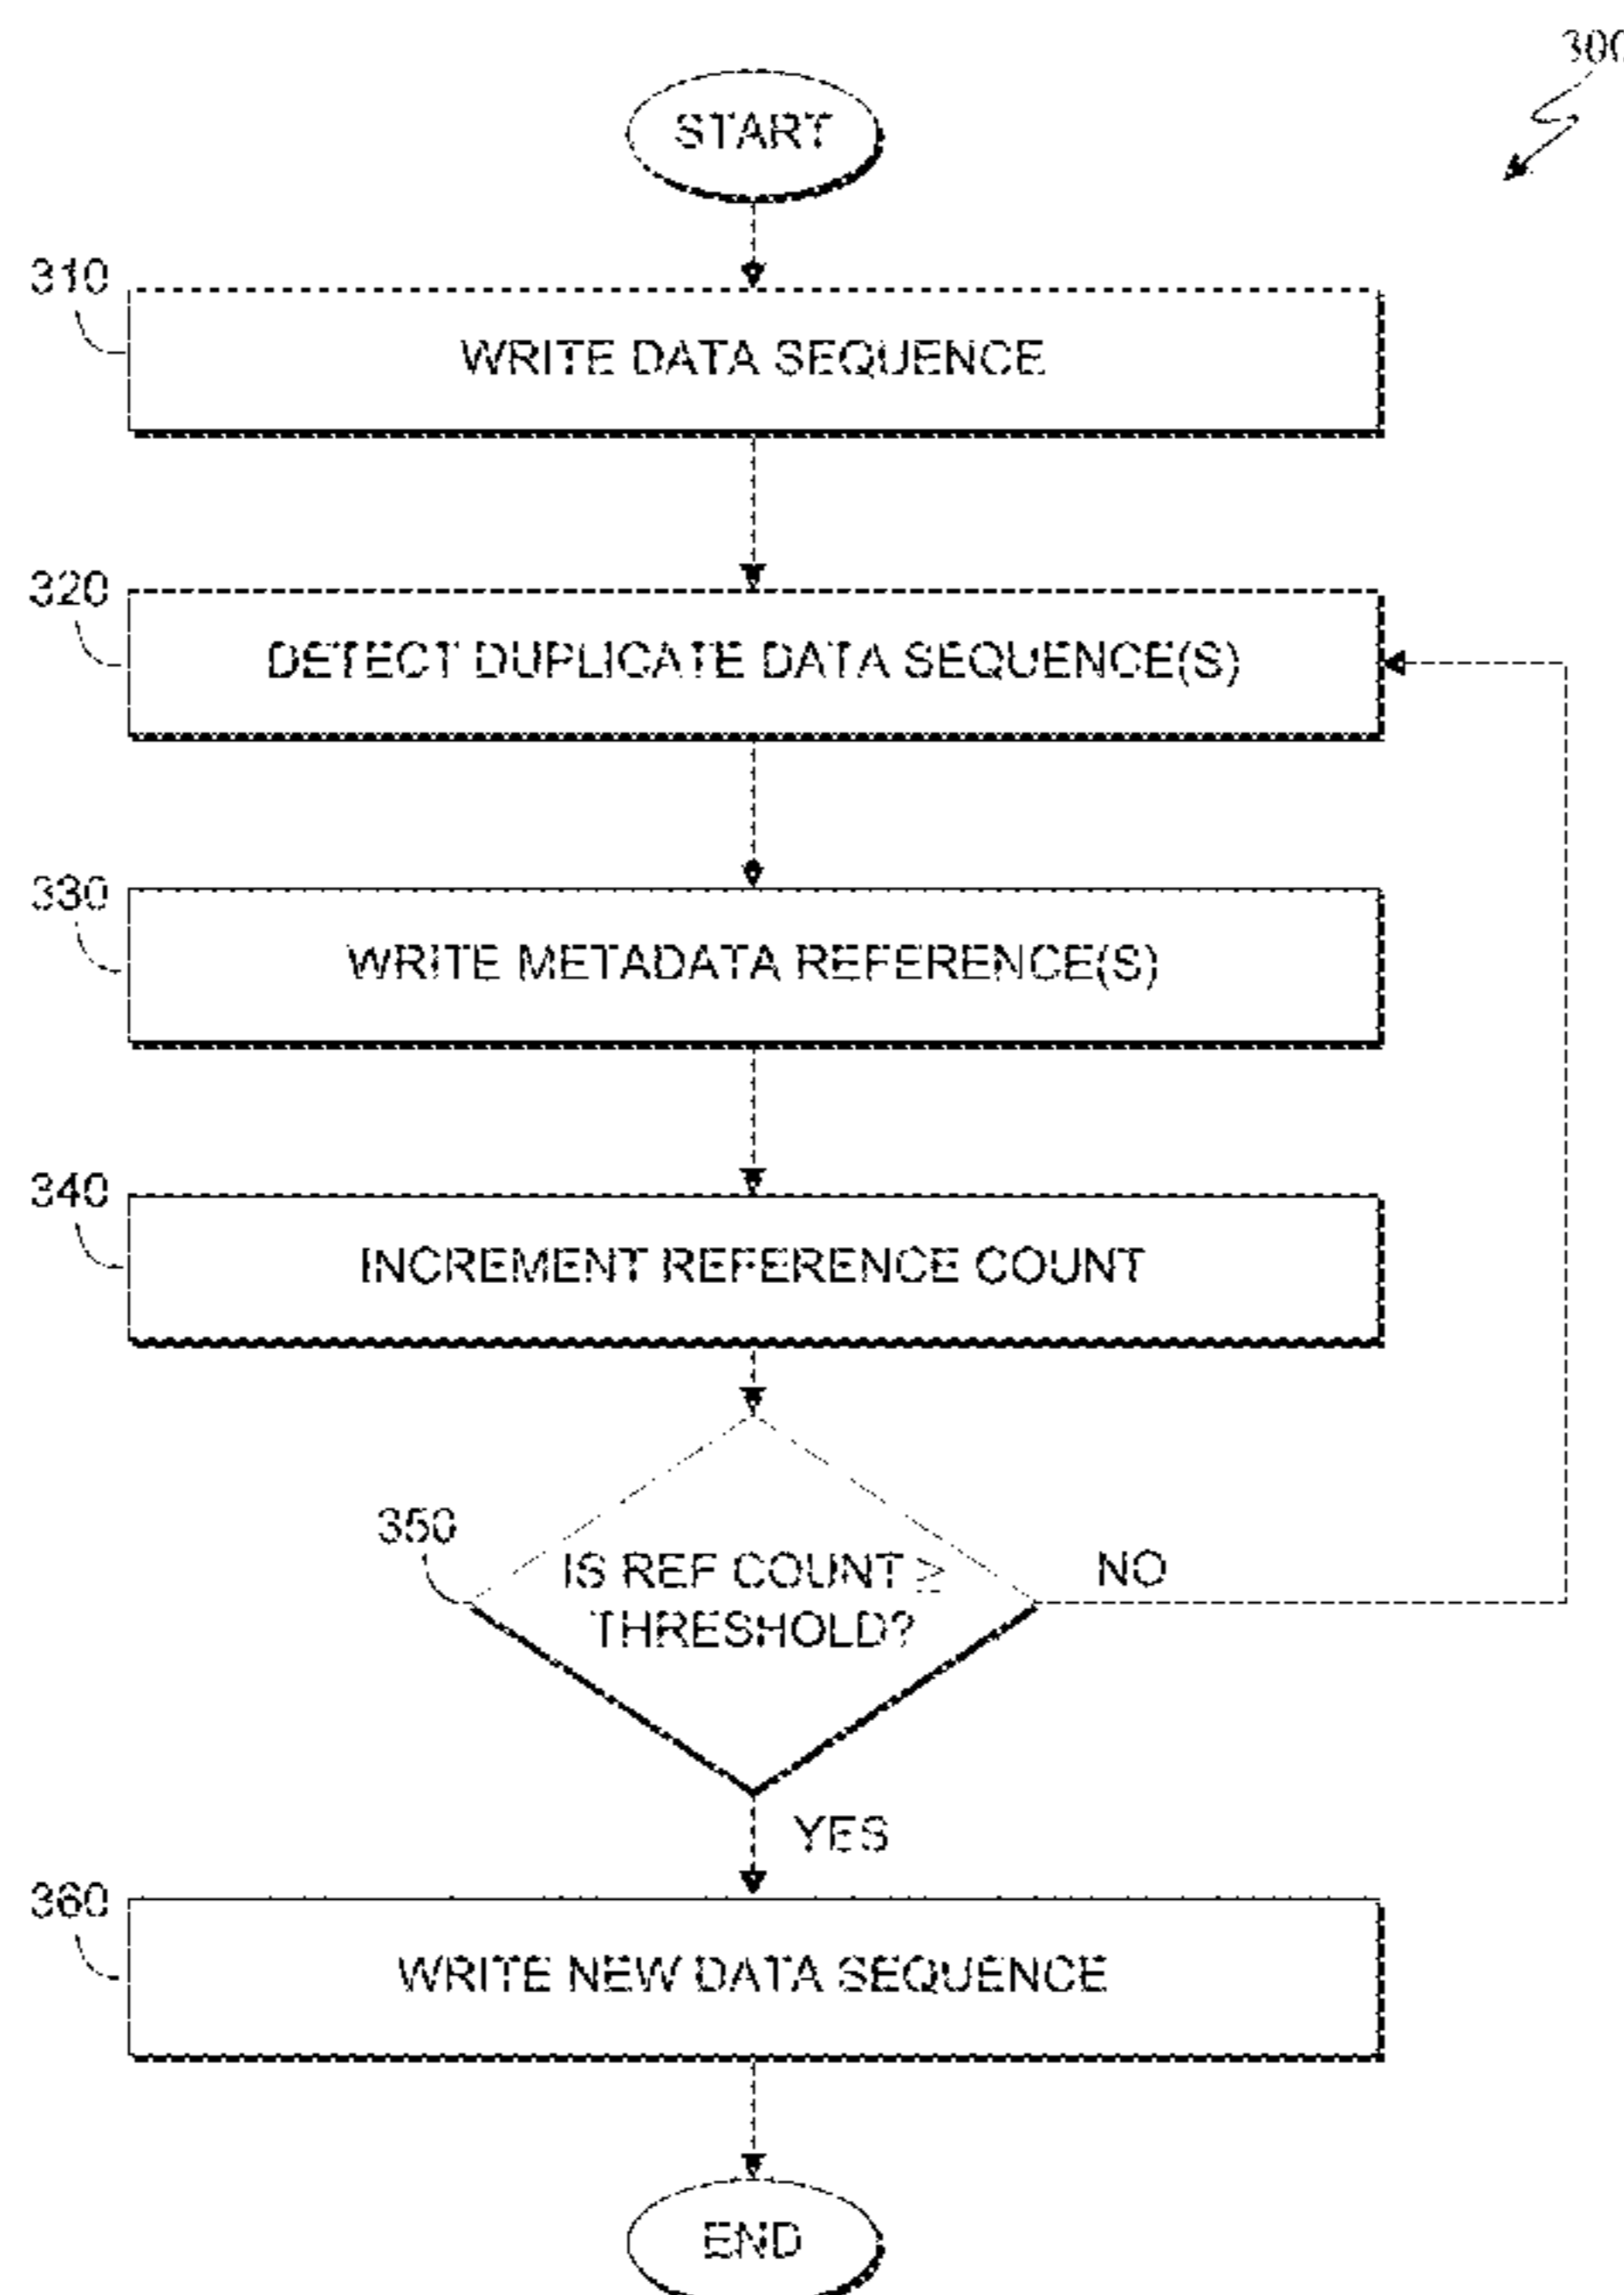 300
START
310
WRITE DATA SEQUENCE
320
DETECT DUPLICATE DATA SEQUENCE(S)
330
WRITE METADATA REFERENCE(S)
340
INCREMENT REFERENCE COUNT
350
IS REF COUNT ≥
THRESHOLD?
NO
YES
360
WRITE NEW DATA SEQUENCE
END